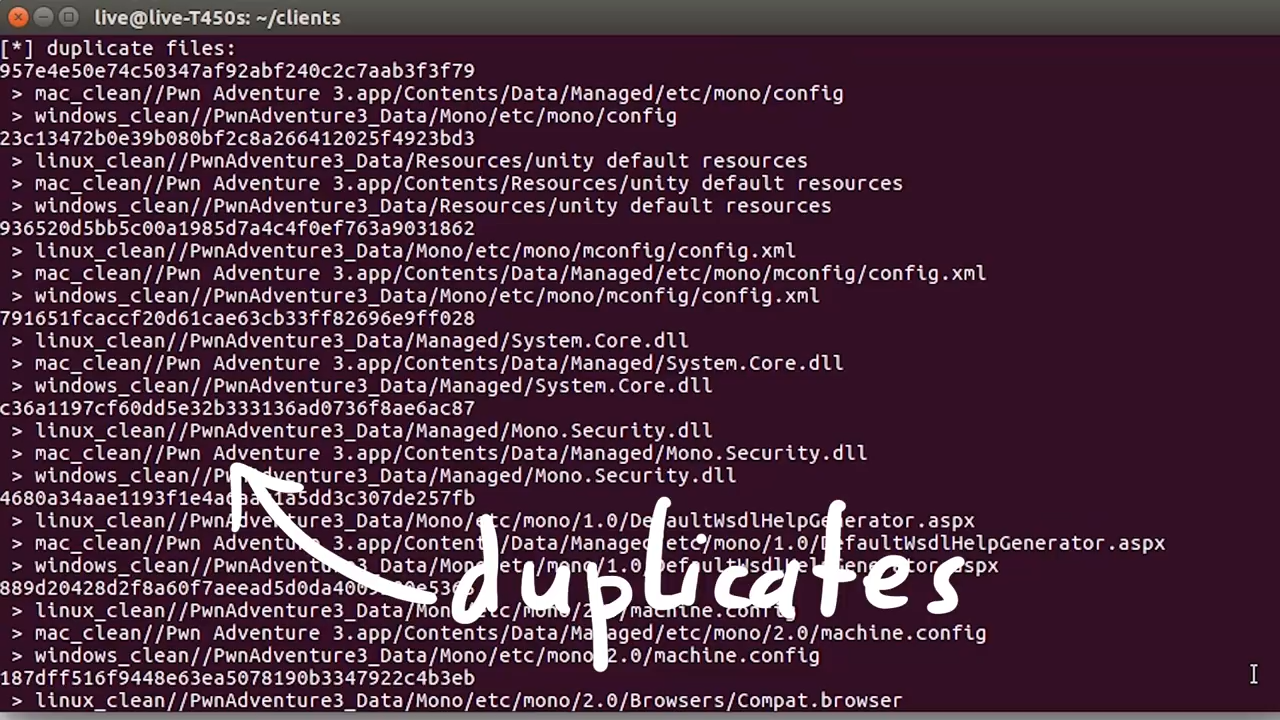 live@live-T450s: ~/clients
[*] duplicate files:
957e4e50e74c50347af92abf240c2c7aab3f3f79
> mac_clean//Pwn Adventure 3.app/Contents/Data/Managed/etc/mono/config
> windows_clean//PwnAdventure3_Data/Mono/etc/mono/config
23c13472b0e39b080bf2c8a266412025f4923bd3
> linux_clean//PwnAdventure3_Data/Resources/unity default resources
> mac_clean//Pwn Adventure 3.app/Contents/Resources/unity default resources
> windows_clean//PwnAdventure3_Data/Resources/unity default resources
936520d5bb5c00a1985d7a4c4f0ef763a9031862
> linux_clean//PwnAdventure3_Data/Mono/etc/mono/mconfig/config.xml
> mac_clean//Pwn Adventure 3.app/Contents/Data/Managed/etc/mono/mconfig/config.xml
> windows_clean//PwnAdventure3_Data/Mono/etc/mono/mconfig/config.xml
791651fcaccf20d61cae63cb33ff82696e9ff028
> linux_clean//PwnAdventure3_Data/Managed/System.Core.dll
> mac_clean//Pwn Adventure 3.app/Contents/Data/Managed/System.Core.dll
> windows_clean//PwnAdventure3_Data/Managed/System.Core.dll
c36a1197cf60dd5e32b333136ad0736f8ae6ac87
> linux_clean//PwnAdventure3_Data/Managed/Mono.Security.dll
> mac_clean//Pwn Adventure 3.app/Contents/Data/Managed/Mono.Security.dll
> windows_clean//PwnAdventure3_Data/Managed/Mono.Security.dll
> linux_clean//PwnAdventure3_Data/Mono/etc/mono/1.0/DefaultWsdlHelpGenerator.aspx
> mac_clean//Pwn Adventure 3.app/Contents/Data/Managed/etc/mono/1.0/DefaultWsdlHelpGenerator.aspx
> windows_clean//PwnAdventure3_Data/Mono/etc/mono/1.0/DefaultWsdlHelpGenerator.aspx
duplicates
> linux_clean//PwnAdventure3_Data/Mono/etc/mono/2.0/machine.config
> mac_clean//Pwn Adventure 3.app/Contents/Data/Managed/etc/mono/2.0/machine.config
> windows_clean//PwnAdventure3_Data/Mono/etc/mono/2.0/machine.config
187dff516f9448e63ea5078190b3347922c4b3eb
> linux_clean//PwnAdventure3_Data/Mono/etc/mono/2.0/Browsers/Compat.browser